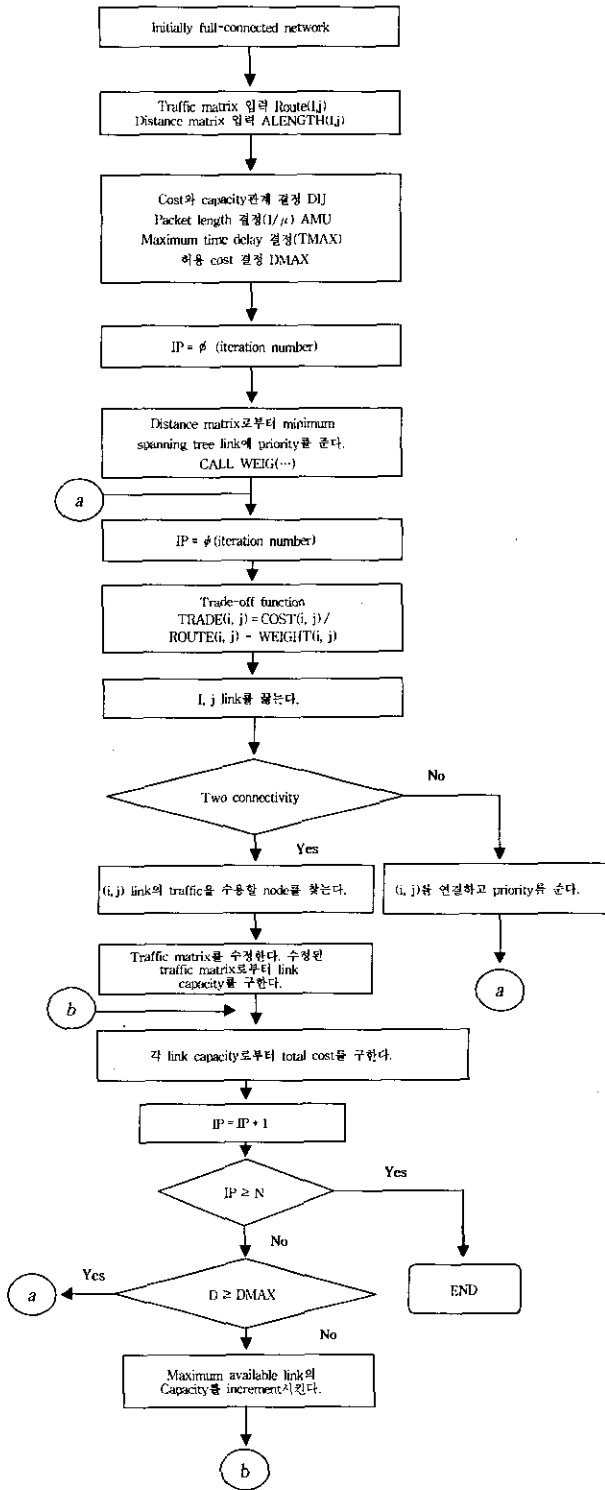 Initially full-connected network
Traffic matrix 입력 Route(I,j)
Distance matrix 입력 ALENGTH(I,j)
Cost와 capacity관계 결정 DIJ
Packet length 결정(1/μ) AMU
Maximum time delay 결정(TMAX)
허용 cost 결정 DMAX
IP = ϕ (iteration number)
Distance matrix로부터 minimum
spanning tree link에 priority를 준다.
CALL WEIG(⋯)
a
IP = ϕ(iteration number)
Trade-off function
TRADE(i, j) = COST(i, j) /
ROUTE(i, j) - WEIGHT(i, j)
I, j link를 끊는다.
Two connectivity
No
Yes
(i, j) link의 traffic을 수용할 node를 찾는다.
(i, j)를 연결하고 priority를 준다.
Traffic matrix를 수정한다. 수정된
traffic matrix로부터 link
capacity를 구한다.
a
b
각 link capacity로부터 total cost을 구한다.
IP = IP + 1
IP ≥ N
Yes
No
END
D ≥ DMAX
Yes
a
No
Maximum available link의
Capacity를 increment시킨다.
b